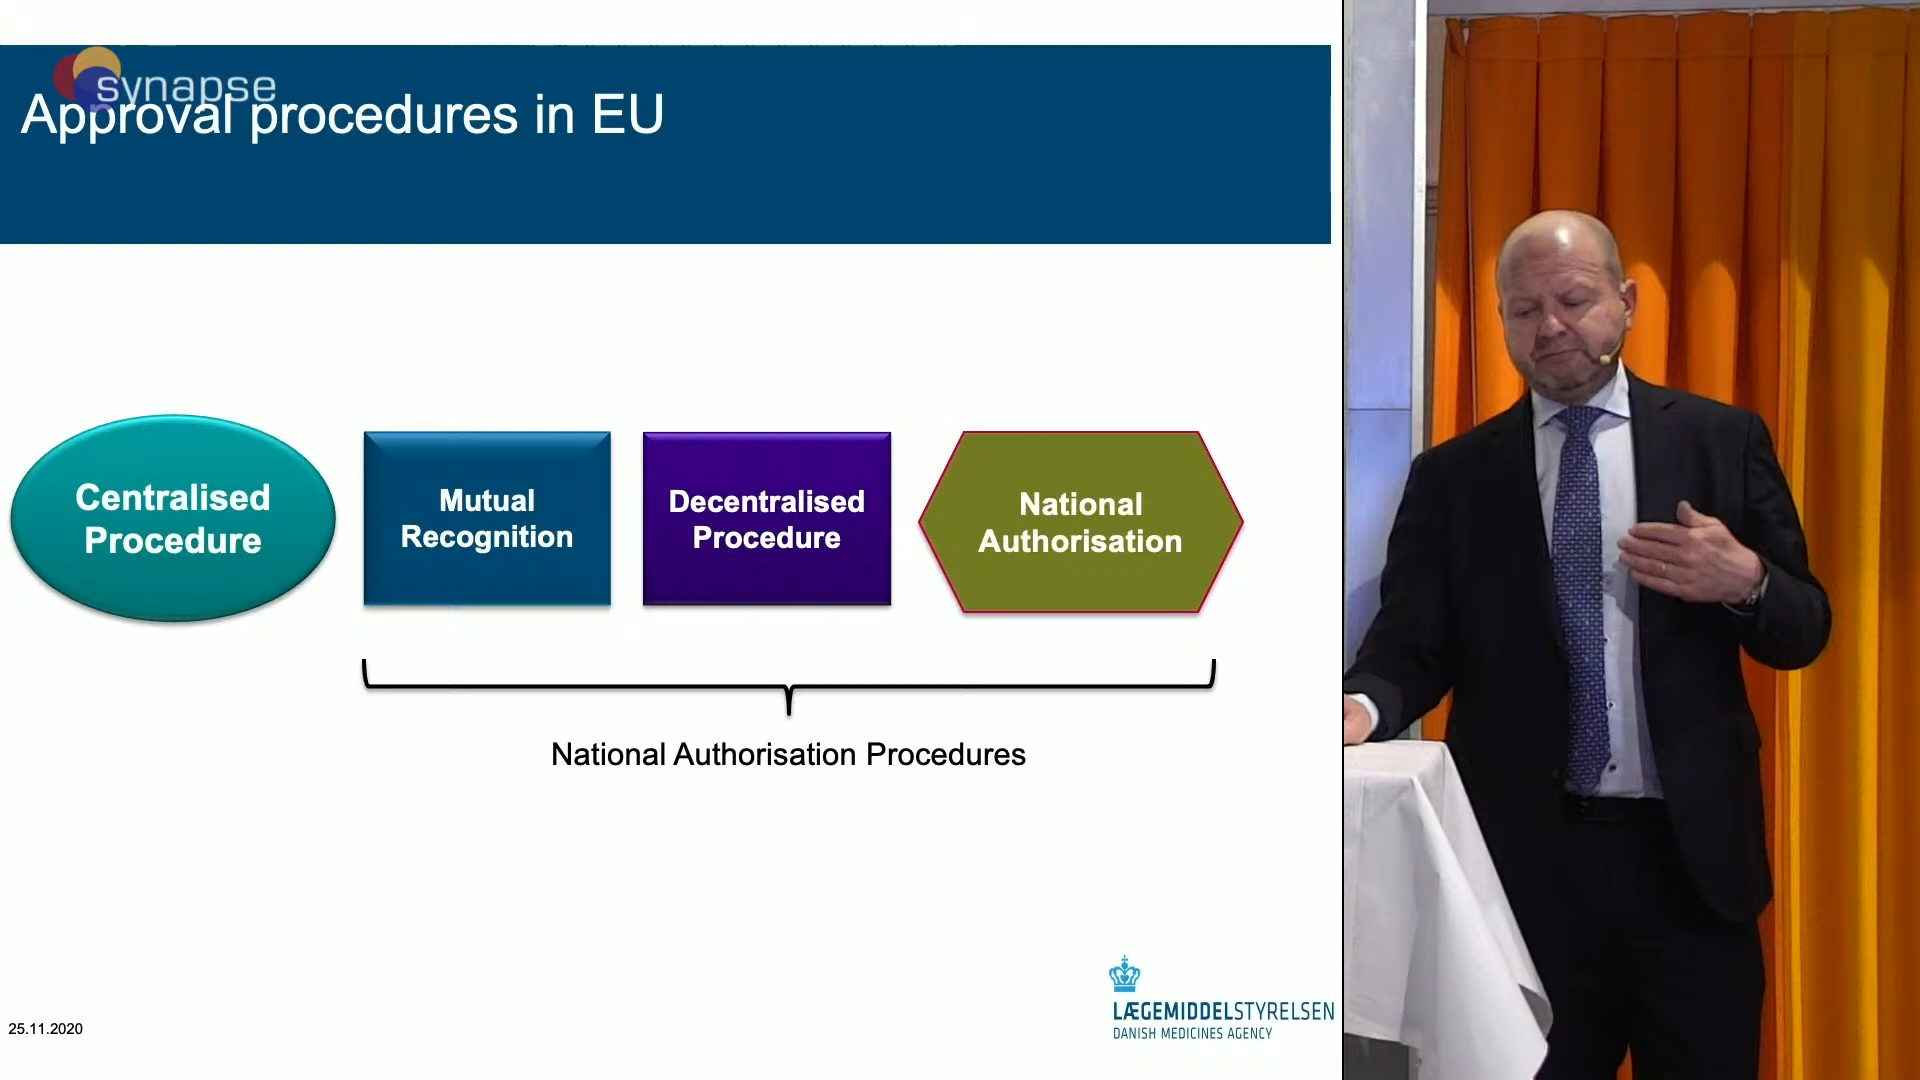 synapse
Approval procedures in EU
Centralised
Procedure
Mutual
Recognition
Decentralised
Procedure
National
Authorisation
National Authorisation Procedures
25.11.2020
LÆGEMIDDELSTYRELSEN
DANISH MEDICINES AGENCY